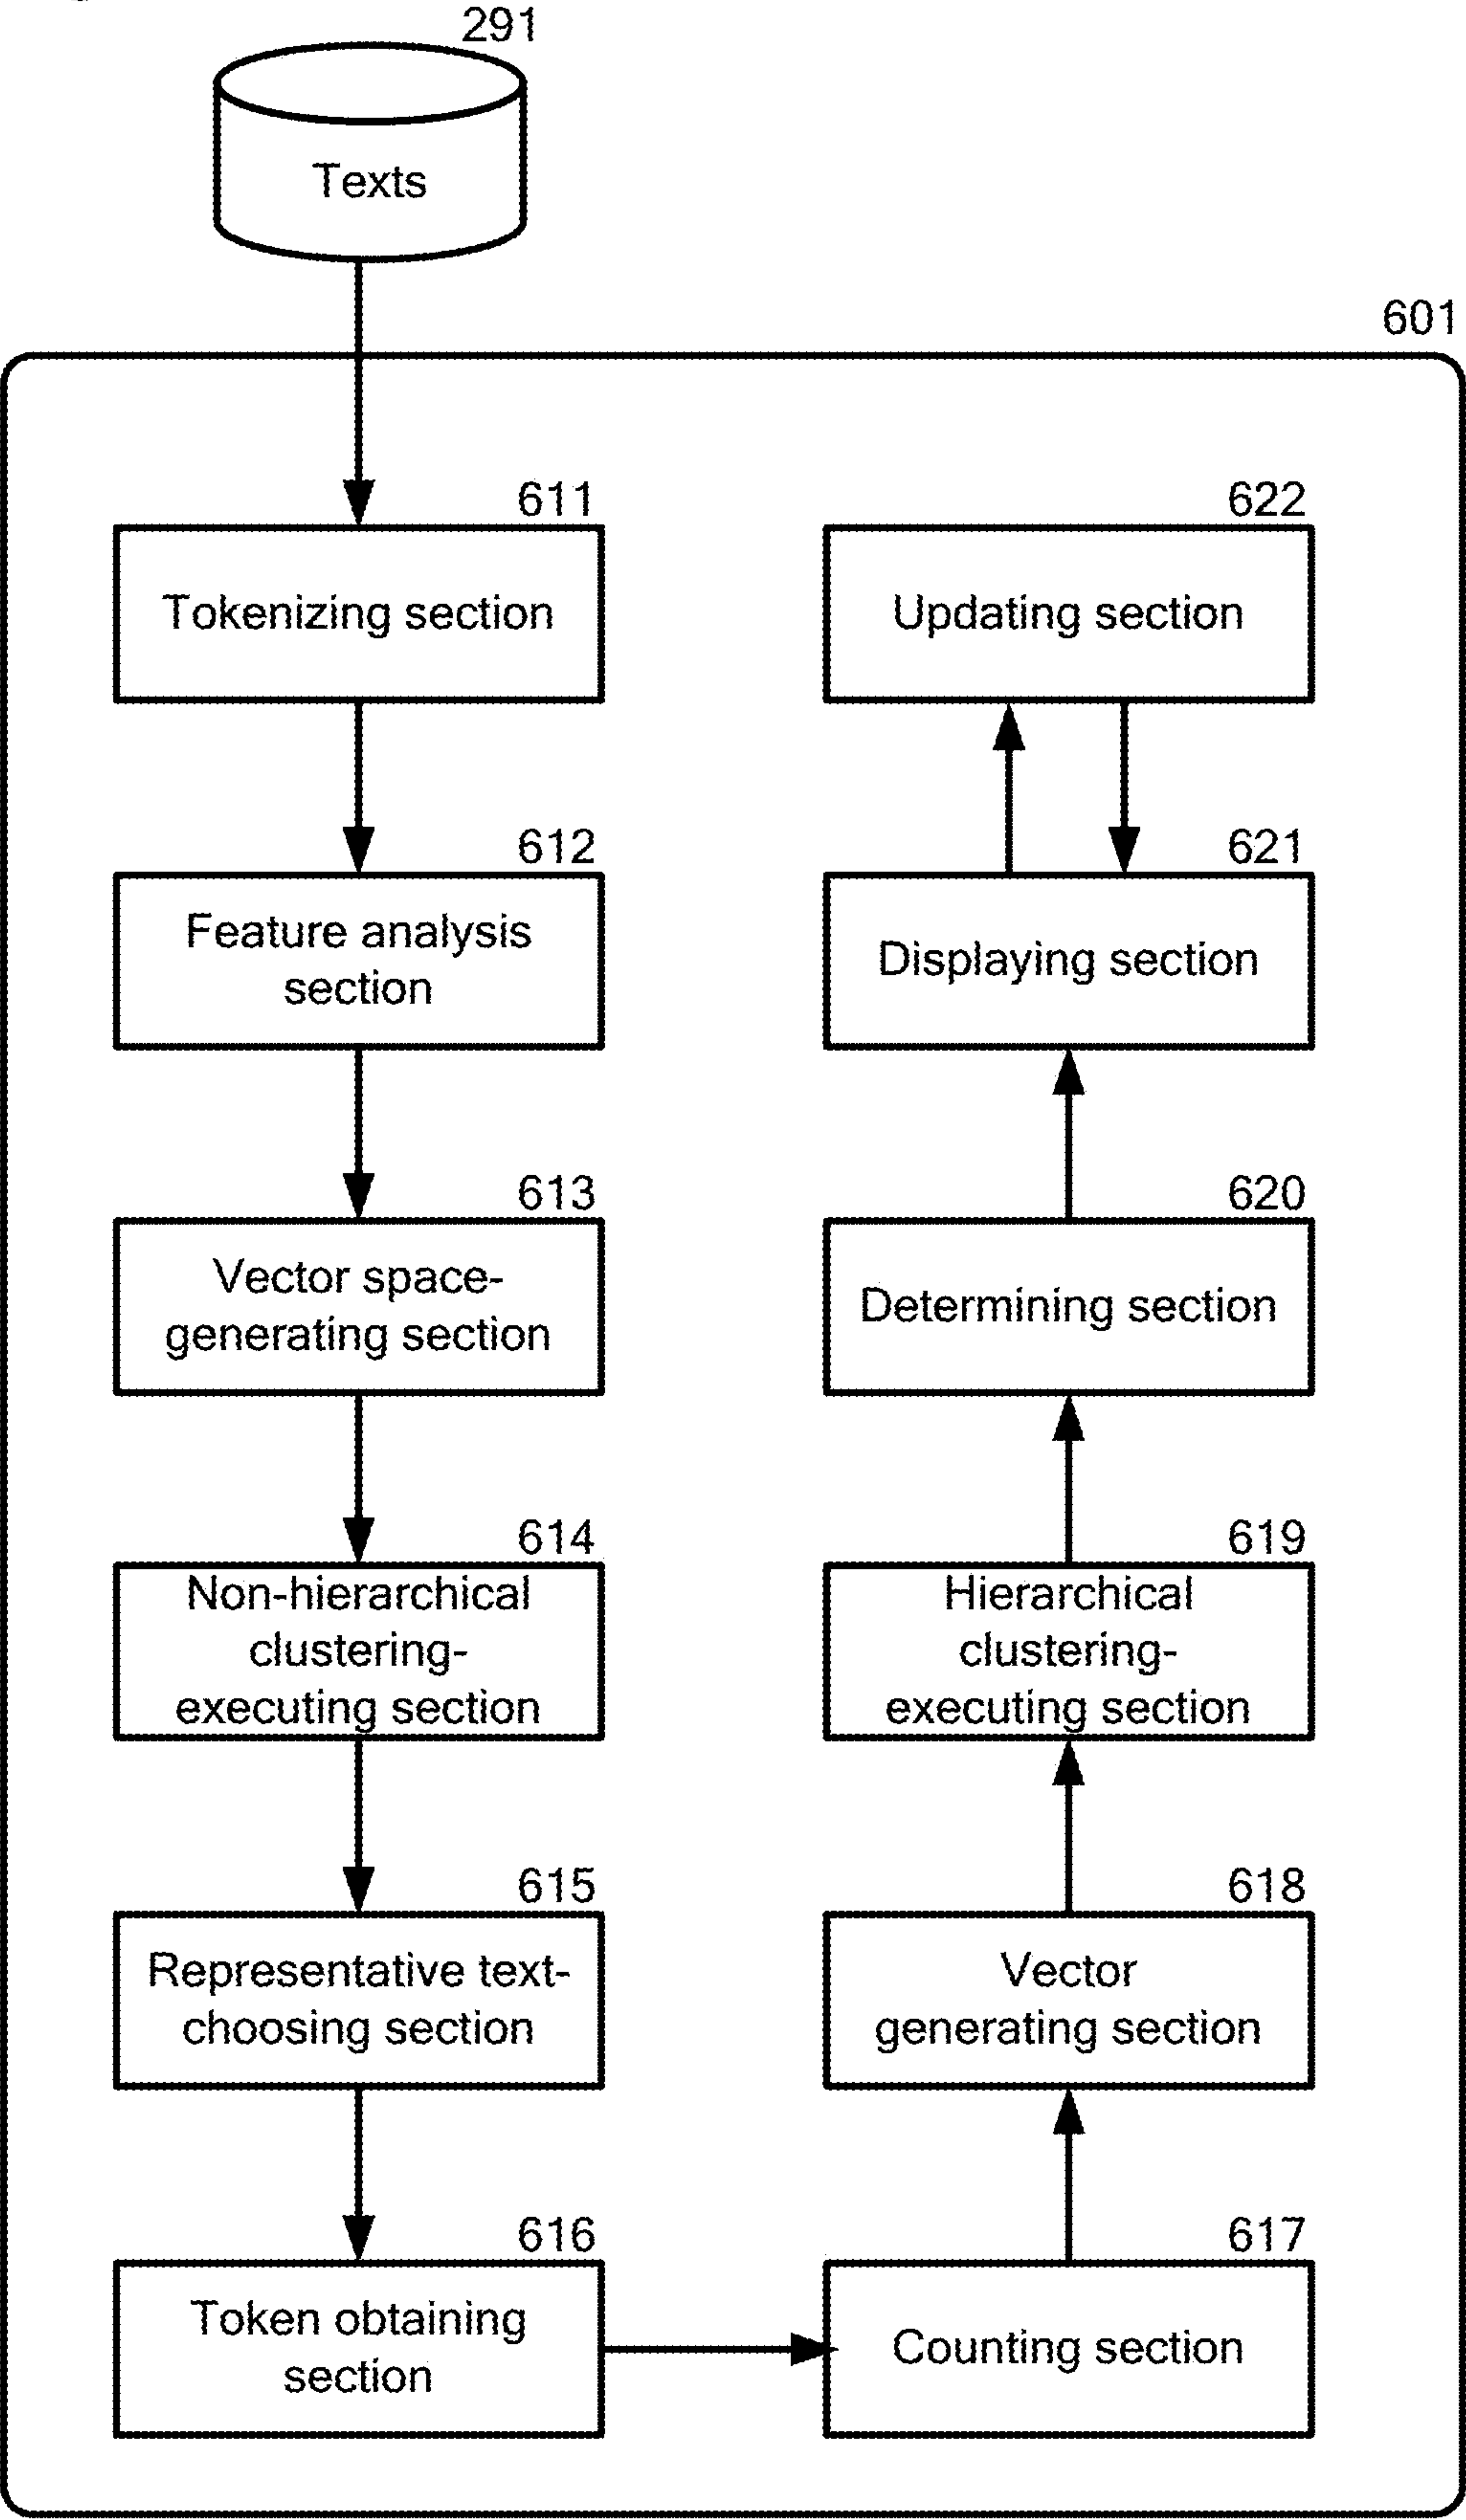 291
Texts
601
611
Tokenizing section
612
Feature analysis
section
613
Vector space-
generating section
614
Non-hierarchical
clustering-
executing section
615
Representative text-
choosing section
616
Token obtaining
section
622
Updating section
621
Displaying section
620
Determining section
619
Hierarchical
clustering-
executing section
618
Vector
generating section
617
Counting section